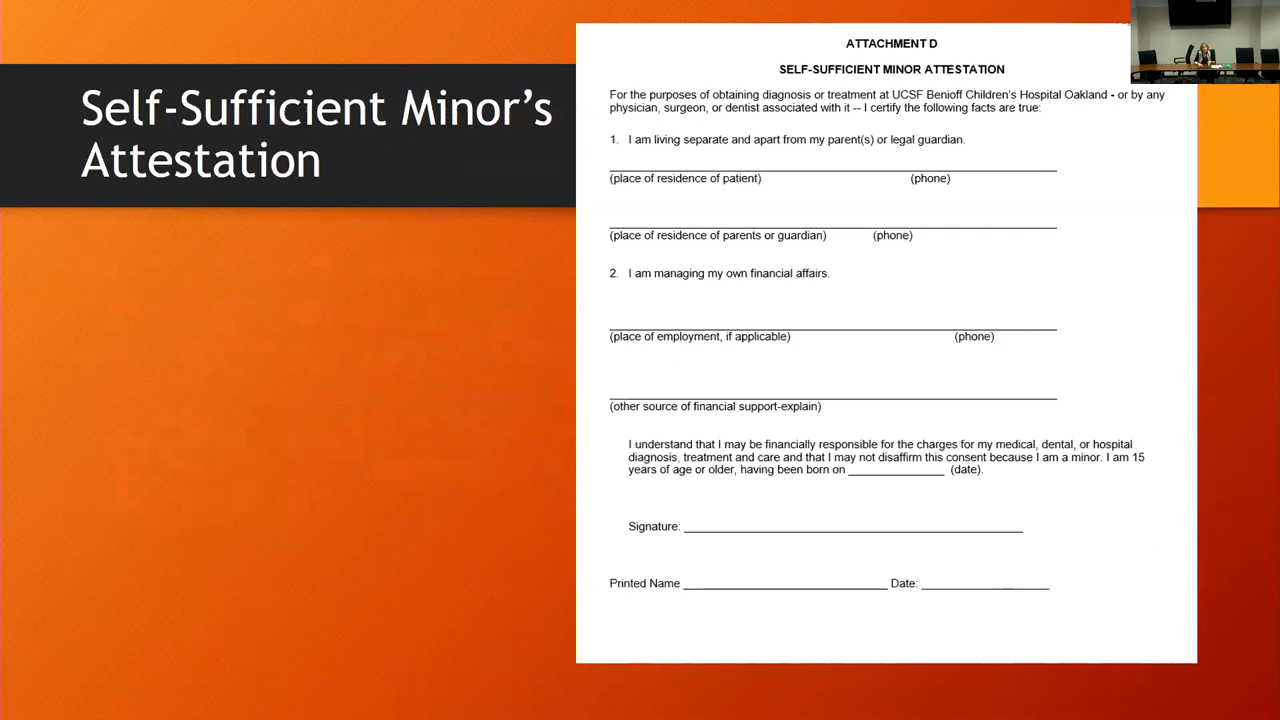 Self-Sufficient Minor’s
Attestation
ATTACHMENT D
SELF-SUFFICIENT MINOR ATTESTATION
For the purposes of obtaining diagnosis or treatment at UCSF Benioff Children’s Hospital Oakland - or by any
physician, surgeon, or dentist associated with it -- I certify the following facts are true:
1. I am living separate and apart from my parent(s) or legal guardian.
(place of residence of patient) (phone)
(place of residence of parents or guardian) (phone)
2. I am managing my own financial affairs.
(place of employment, if applicable) (phone)
(other source of financial support-explain)
I understand that I may be financially responsible for the charges for my medical, dental, or hospital
diagnosis, treatment and care and that I may not disaffirm this consent because I am a minor. I am 15
years of age or older, having been born on _______________ (date).
Signature: ______________________________
Printed Name ______________________ Date: ______________